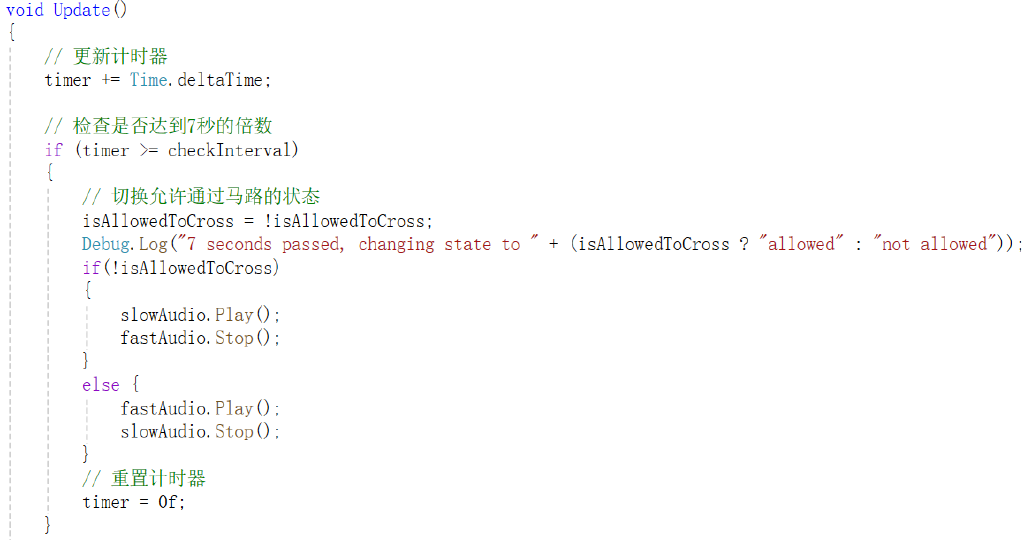 void Update()
{
// 更新计时器
timer += Time.deltaTime;
// 检查是否达到7秒的倍数
if (timer >= checkInterval)
{
// 切换允许通过马路的状态
isAllowedToCross = !isAllowedToCross;
Debug.Log("7 seconds passed, changing state to " + (isAllowedToCross ? "allowed" : "not allowed"));
if(!isAllowedToCross)
{
slowAudio.Play();
fastAudio.Stop();
}
else {
fastAudio.Play();
slowAudio.Stop();
}
// 重置计时器
timer = 0f;
}